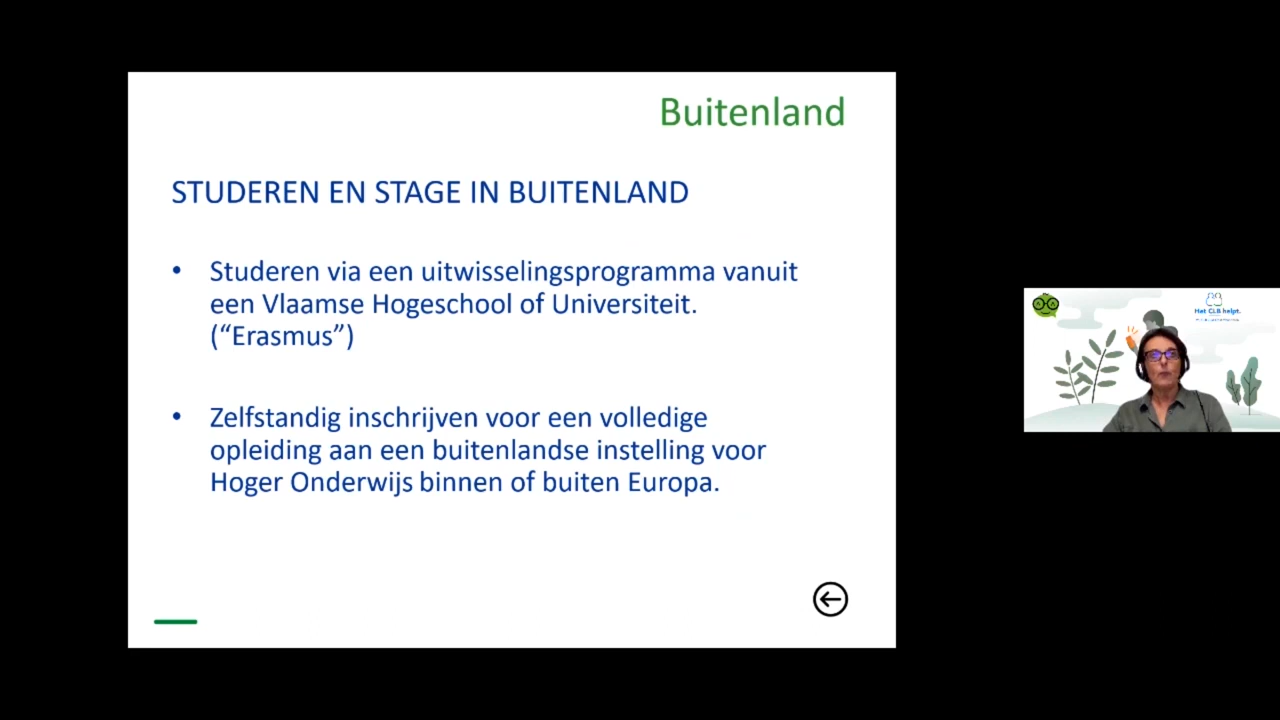 Buitenland
STUDEREN EN STAGE IN BUITENLAND
• Studeren via een uitwisselingsprogramma vanuit
een Vlaamse Hogeschool of Universiteit.
(“Erasmus”)
• Zelfstandig inschrijven voor een volledige
opleiding aan een buitenlandse instelling voor
Hoger Onderwijs binnen of buiten Europa.
Het CLB helpt.